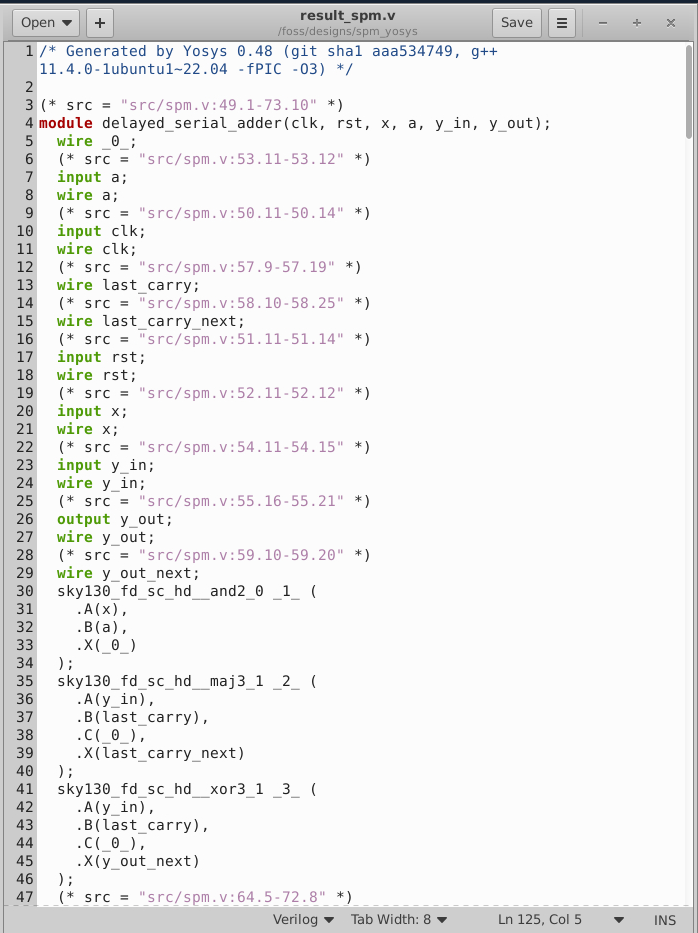 Open
+
result_spm.v
/foss/designs/spm_yosys
Save
1 /* Generated by Yosys 0.48 (git sha1 aaa534749, g++
11.4.0-1ubuntu1~22.04 -fPIC -O3) */
2
3 (* src = "src/spm.v:49.1-73.10" *)
4 module delayed_serial_adder(clk, rst, x, a, y_in, y_out);
5   wire _0_;
6   (* src = "src/spm.v:53.11-53.12" *)
7   input a;
8   wire a;
9   (* src = "src/spm.v:50.11-50.14" *)
10   input clk;
11   wire clk;
12   (* src = "src/spm.v:57.9-57.19" *)
13   wire last_carry;
14   (* src = "src/spm.v:58.10-58.25" *)
15   wire last_carry_next;
16   (* src = "src/spm.v:51.11-51.14" *)
17   input rst;
18   wire rst;
19   (* src = "src/spm.v:52.11-52.12" *)
20   input x;
21   wire x;
22   (* src = "src/spm.v:54.11-54.15" *)
23   input y_in;
24   wire y_in;
25   (* src = "src/spm.v:55.16-55.21" *)
26   output y_out;
27   wire y_out;
28   (* src = "src/spm.v:59.10-59.20" *)
29   wire y_out_next;
30   sky130_fd_sc_hd__and2_0 _1_ (
31     .A(x),
32     .B(a),
33     .X(_0_)
34   );
35   sky130_fd_sc_hd__maj3_1 _2_ (
36     .A(y_in),
37     .B(last_carry),
38     .C(_0_),
39     .X(last_carry_next)
40   );
41   sky130_fd_sc_hd__xor3_1 _3_ (
42     .A(y_in),
43     .B(last_carry),
44     .C(_0_),
45     .X(y_out_next)
46   );
47   (* src = "src/spm.v:64.5-72.8" *)
Verilog Tab Width: 8 Ln 125, Col 5 INS